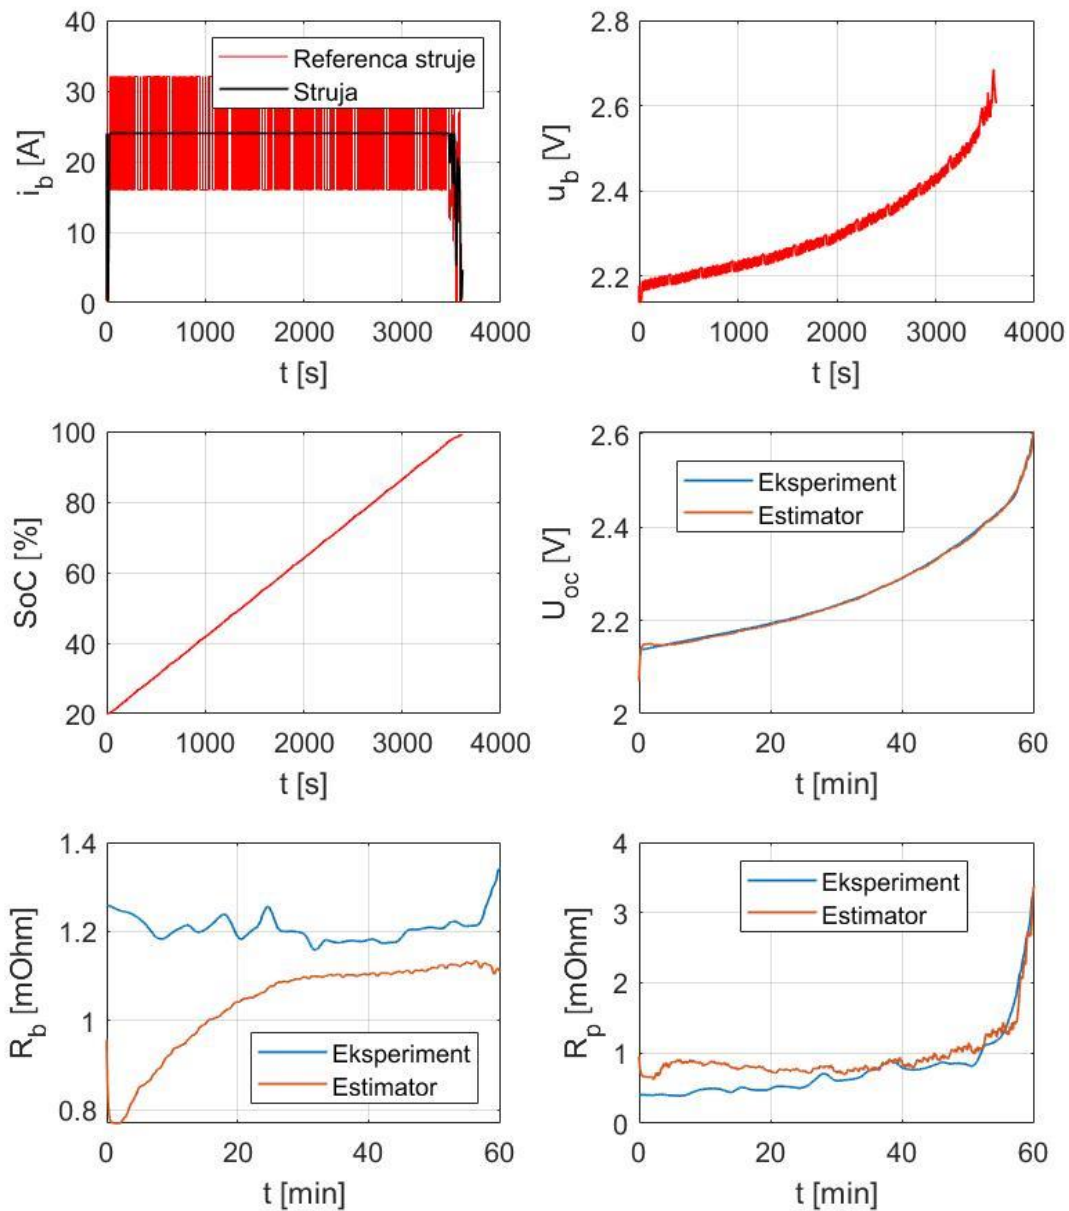 40
30
20
10
0
i_b [A]
Referenca struje
Struja
0 1000 2000 3000 4000
t [s]
2.8
2.6
2.4
2.2
u_b [V]
0 1000 2000 3000 4000
t [s]
100
80
60
40
20
SoC [%]
0 1000 2000 3000 4000
t [s]
2.6
2.4
2.2
2
U_oc [V]
Eksperiment
Estimator
0 20 40 60
t [min]
1.4
1.2
1
0.8
R_b [mOhm]
Eksperiment
Estimator
0 20 40 60
t [min]
4
3
2
1
0
R_p [mOhm]
Eksperiment
Estimator
0 20 40 60
t [min]